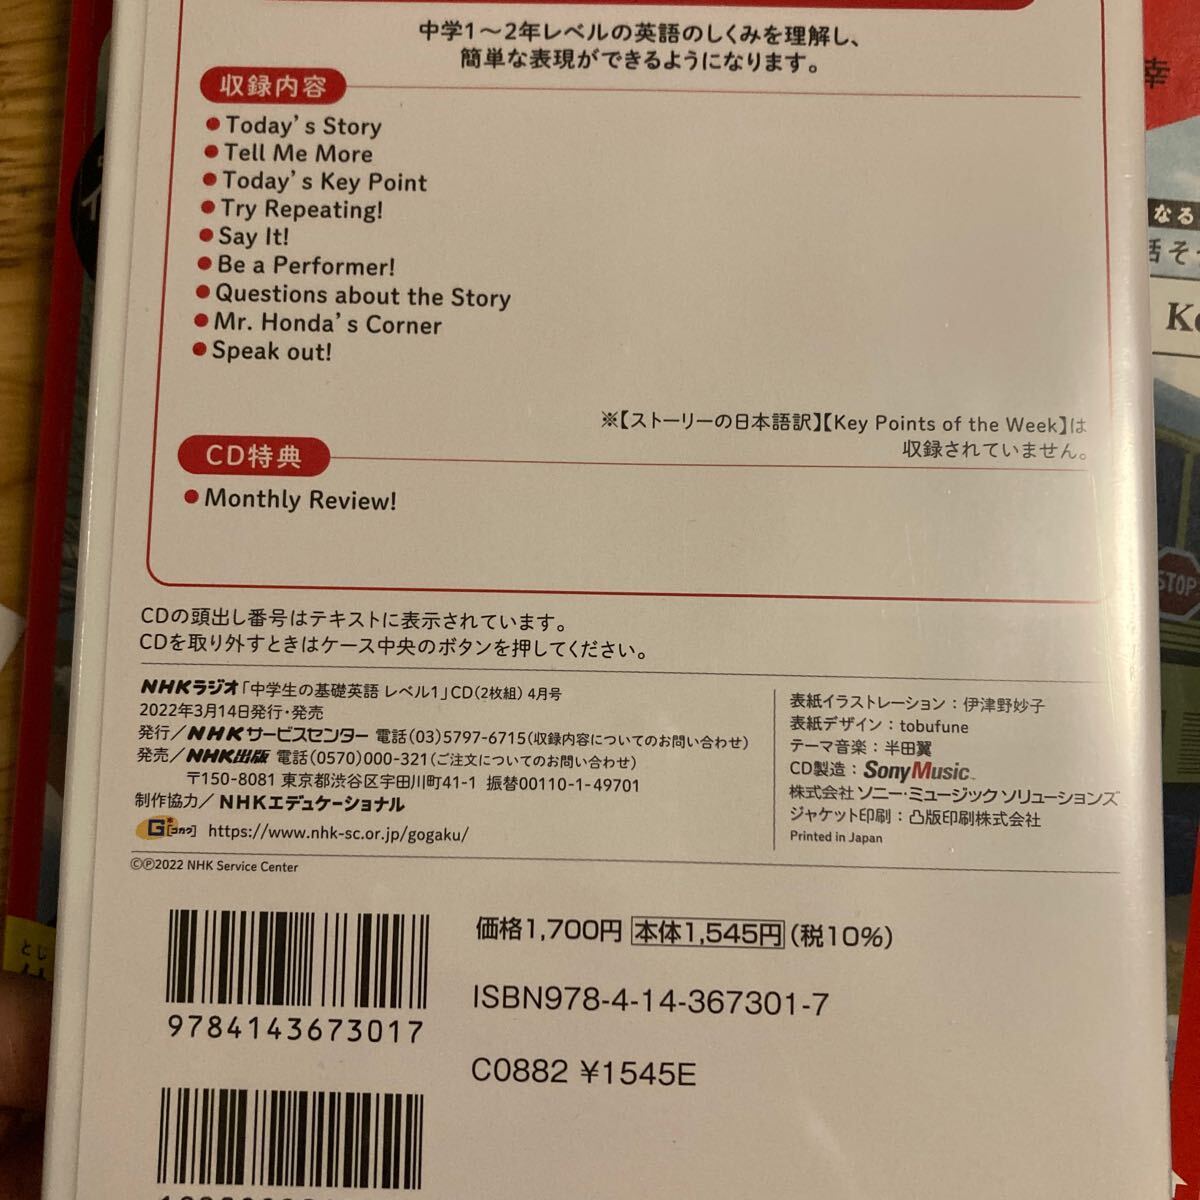 中学1〜2年レベルの英語のしくみを理解し、
簡単な表現ができるようになります。
収録内容
● Today's Story
● Tell Me More
● Today's Key Point
● Try Repeating!
● Say It!
● Be a Performer!
● Questions about the Story
● Mr. Honda's Corner
● Speak out!
※【ストーリーの日本語訳】【Key Points of the Week】は
収録されていません。
CD特典
● Monthly Review!
CDの頭出し番号はテキストに表示されています。
CDを取り外すときはケース中央のボタンを押してください。
NHKラジオ「中学生の基礎英語 レベル1」CD(2枚組) 4月号
2022年3月14日発行・発売
発行/NHKサービスセンター 電話(03)5797-6715(収録内容についてのお問い合わせ)
発売/NHK出版 電話(0570)000-321(ご注文についてのお問い合わせ)
〒150-8081 東京都渋谷区宇田川町41-1 振替00110-1-49701
制作協力/NHKエデュケーショナル
G[ゴガク] https://www.nhk-sc.or.jp/gogaku/
©Ⓟ2022 NHK Service Center
表紙イラストレーション:伊津野妙子
表紙デザイン:tobufune
テーマ音楽:半田翼
CD製造:Sony Music
株式会社 ソニー・ミュージックソリューションズ
ジャケット印刷:凸版印刷株式会社
Printed in Japan
9784143673017
価格1,700円 本体1,545円(税10%)
ISBN978-4-14-367301-7
C0882 ¥1545E
幸
なる
話そ
Ke
STOP
とじ